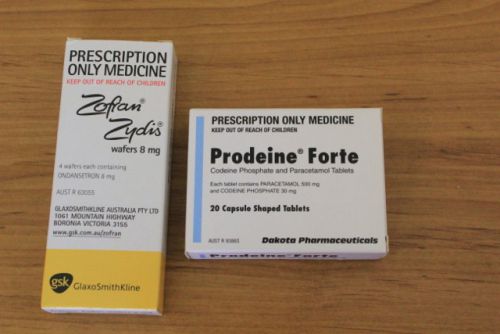 PRESCRIPTION
ONLY MEDICINE
KEEP OUT OF REACH OF CHILDREN
Zofran®
Zydis®
wafers 8 mg
4 wafers each containing
ONDANSETRON 8 mg
AUST R 63055
GLAXOSMITHKLINE AUSTRALIA PTY LTD
1061 MOUNTAIN HIGHWAY
BORONIA VICTORIA 3155
www.gsk.com.au/zofran
gsk GlaxoSmithKline
PRESCRIPTION ONLY MEDICINE
KEEP OUT OF REACH OF CHILDREN
Prodeine® Forte
Codeine Phosphate and Paracetamol Tablets
Each tablet contains PARACETAMOL 500 mg
and CODEINE PHOSPHATE 30 mg
20 Capsule Shaped Tablets
AUST R
Dakota Pharmaceuticals
Prodeine® Forte